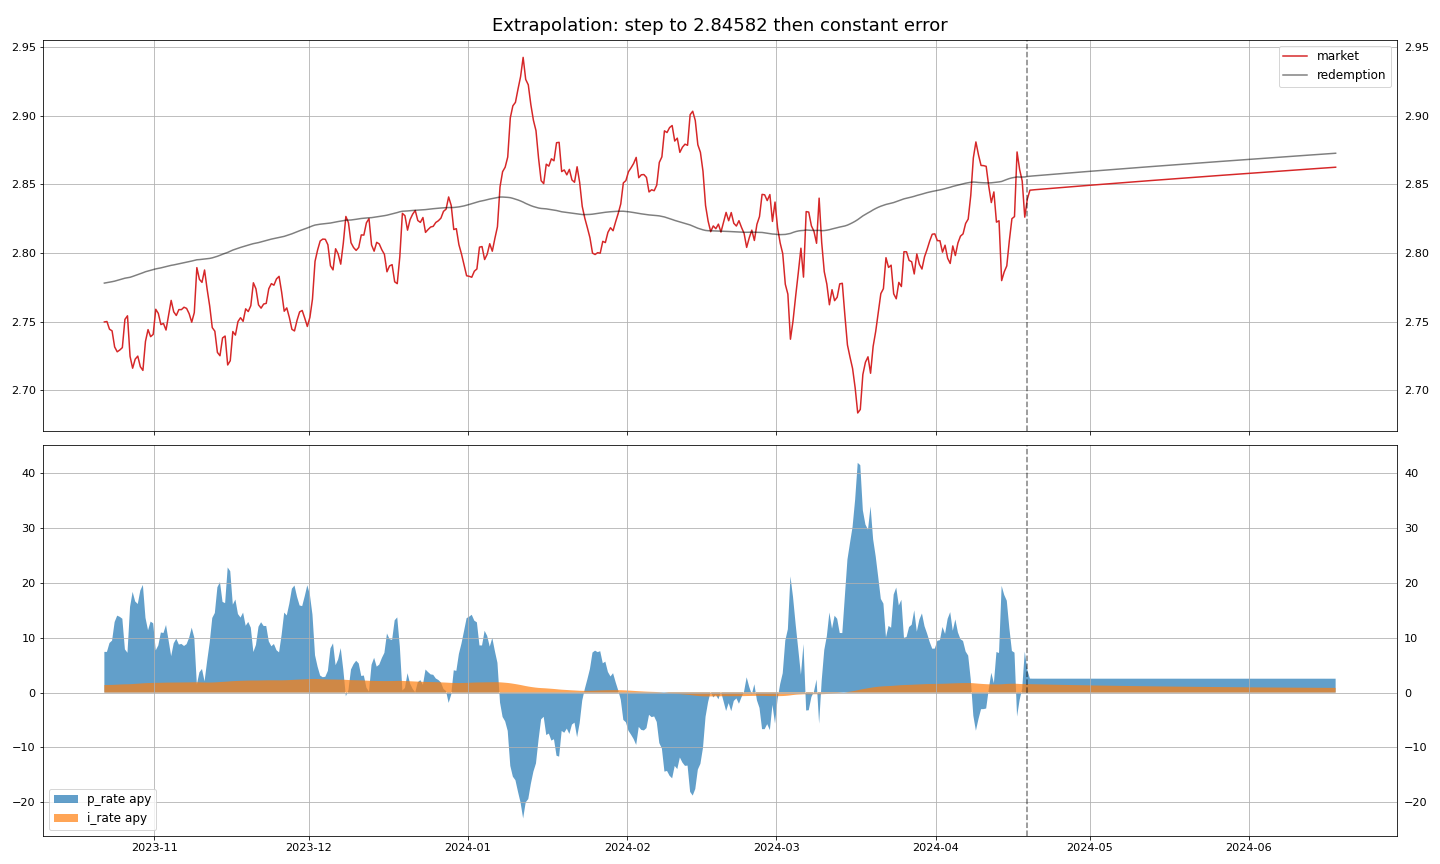 Extrapolation: step to 2.84582 then constant error
2.95 2.95
market
redemption
2.90 2.90
2.85 2.85
2.80 2.80
2.75 2.75
2.70 2.70
40 40
30 30
20 20
10 10
0 0
−10 −10
−20 −20
p_rate apy
i_rate apy
2023-11 2023-12 2024-01 2024-02 2024-03 2024-04 2024-05 2024-06